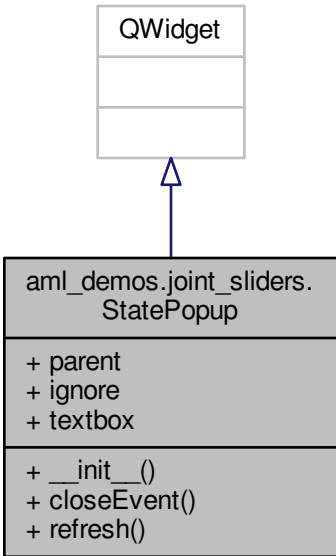 QWidget
aml_demos.joint_sliders.
StatePopup
+ parent
+ ignore
+ textbox
+ __init__()
+ closeEvent()
+ refresh()